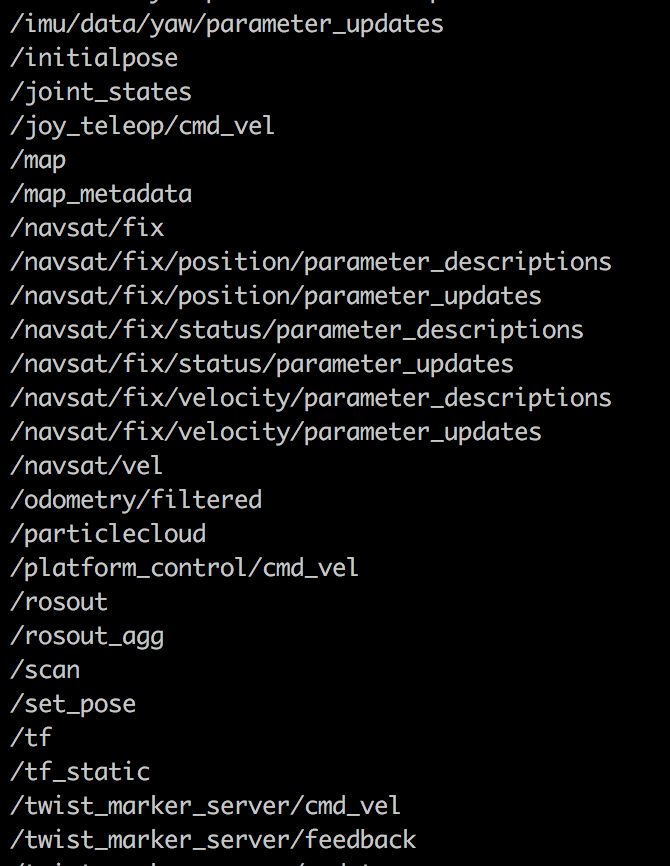 /imu/data/yaw/parameter_updates
/initialpose
/joint_states
/joy_teleop/cmd_vel
/map
/map_metadata
/navsat/fix
/navsat/fix/position/parameter_descriptions
/navsat/fix/position/parameter_updates
/navsat/fix/status/parameter_descriptions
/navsat/fix/status/parameter_updates
/navsat/fix/velocity/parameter_descriptions
/navsat/fix/velocity/parameter_updates
/navsat/vel
/odometry/filtered
/particlecloud
/platform_control/cmd_vel
/rosout
/rosout_agg
/scan
/set_pose
/tf
/tf_static
/twist_marker_server/cmd_vel
/twist_marker_server/feedback